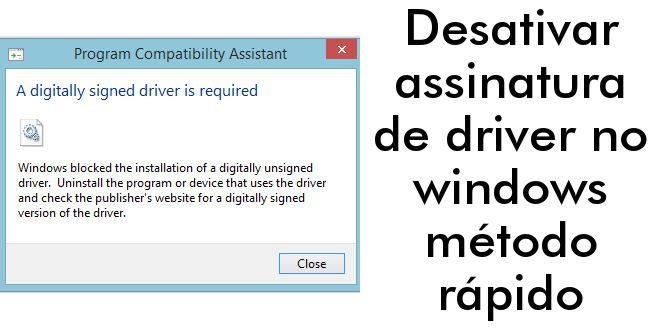 Program Compatibility Assistant
A digitally signed driver is required
Windows blocked the installation of a digitally unsigned
driver. Uninstall the program or device that uses the driver
and check the publisher's website for a digitally signed
version of the driver.
Close
Desativar
assinatura
de driver no
windows
método
rápido